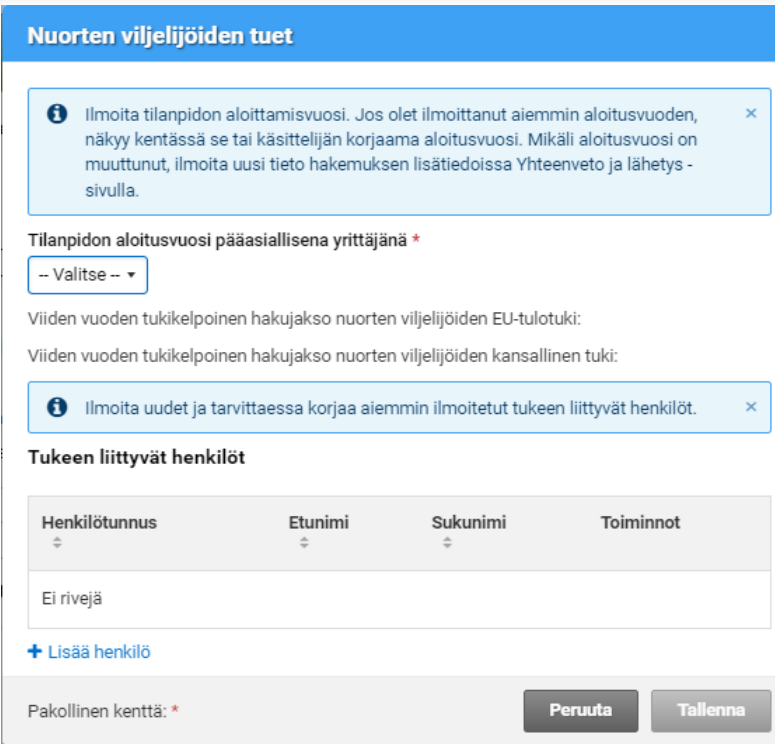 Nuorten viljelijöiden tuet
Ilmoita tilanpidon aloittamisvuosi. Jos olet ilmoittanut aiemmin aloitusvuoden,
näkyy kentässä se tai käsittelijän korjaama aloitusvuosi. Mikäli aloitusvuosi on
muuttunut, ilmoita uusi tieto hakemuksen lisätiedoissa Yhteenveto ja lähetys -
sivulla.
Tilanpidon aloitusvuosi pääasiallisena yrittäjänä *
-- Valitse --
Viiden vuoden tukikelpoinen hakujakso nuorten viljelijöiden EU-tulotuki:
Viiden vuoden tukikelpoinen hakujakso nuorten viljelijöiden kansallinen tuki:
Ilmoita uudet ja tarvittaessa korjaa aiemmin ilmoitetut tukeen liittyvät henkilöt.
Tukeen liittyvät henkilöt
Henkilötunnus Etunimi Sukunimi Toiminnot
Ei rivejä
+ Lisää henkilö
Pakollinen kenttä: * Peruuta Tallenna